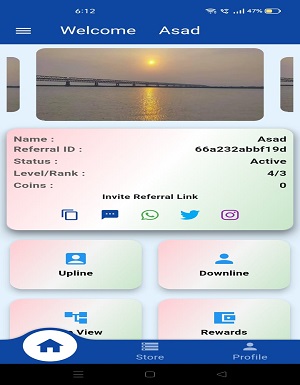 6:12 47%
Welcome Asad
Name : Asad
Referral ID : 66a232abbf19d
Status : Active
Level/Rank : 4/3
Coins : 0
Invite Referral Link
Upline Downline
View Rewards
Store Profile